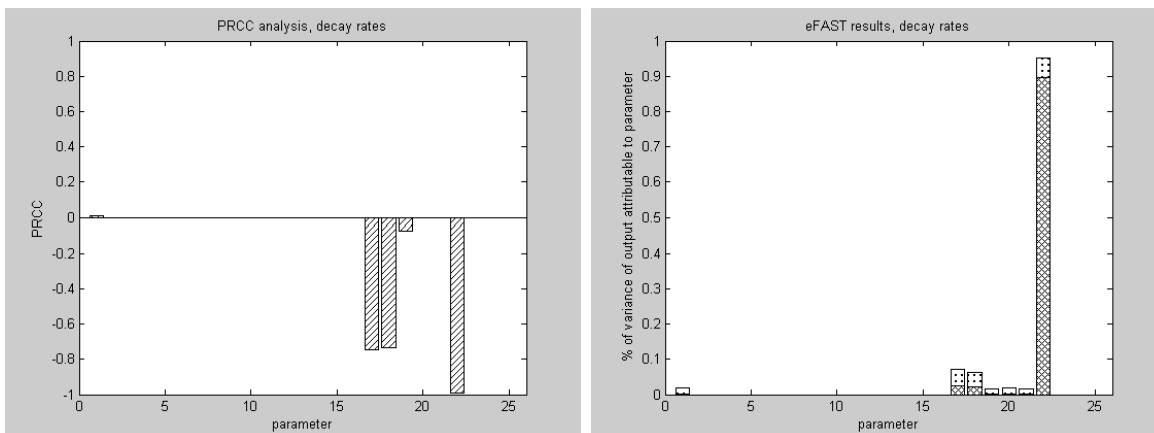 PRCC analysis, decay rates
1
0.8
0.6
0.4
0.2
0
-0.2
-0.4
-0.6
-0.8
-1
PRCC
0 5 10 15 20 25
parameter
eFAST results, decay rates
1
0.9
0.8
0.7
0.6
0.5
0.4
0.3
0.2
0.1
0
% of variance of output attributable to parameter
0 5 10 15 20 25
parameter